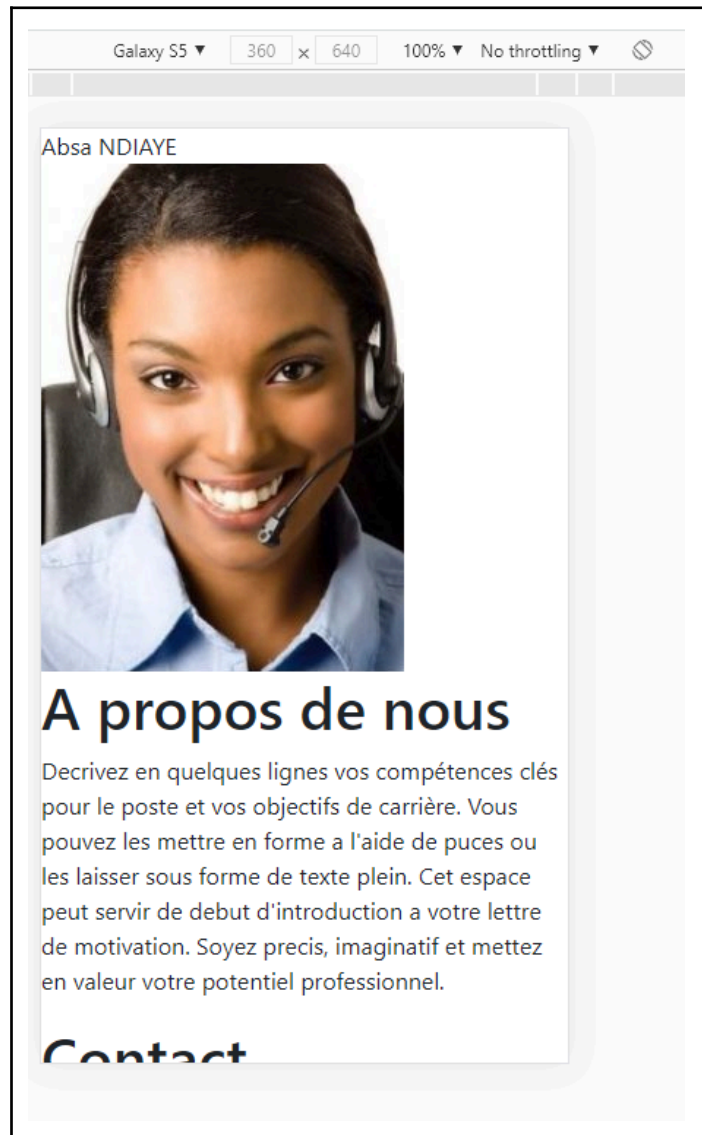 Galaxy S5 ▼ 360 × 640 100% ▼ No throttling ▼
Absa NDIAYE
A propos de nous
Decrivez en quelques lignes vos compétences clés
pour le poste et vos objectifs de carrière. Vous
pouvez les mettre en forme a l'aide de puces ou
les laisser sous forme de texte plein. Cet espace
peut servir de debut d'introduction a votre lettre
de motivation. Soyez precis, imaginatif et mettez
en valeur votre potentiel professionnel.
Contact